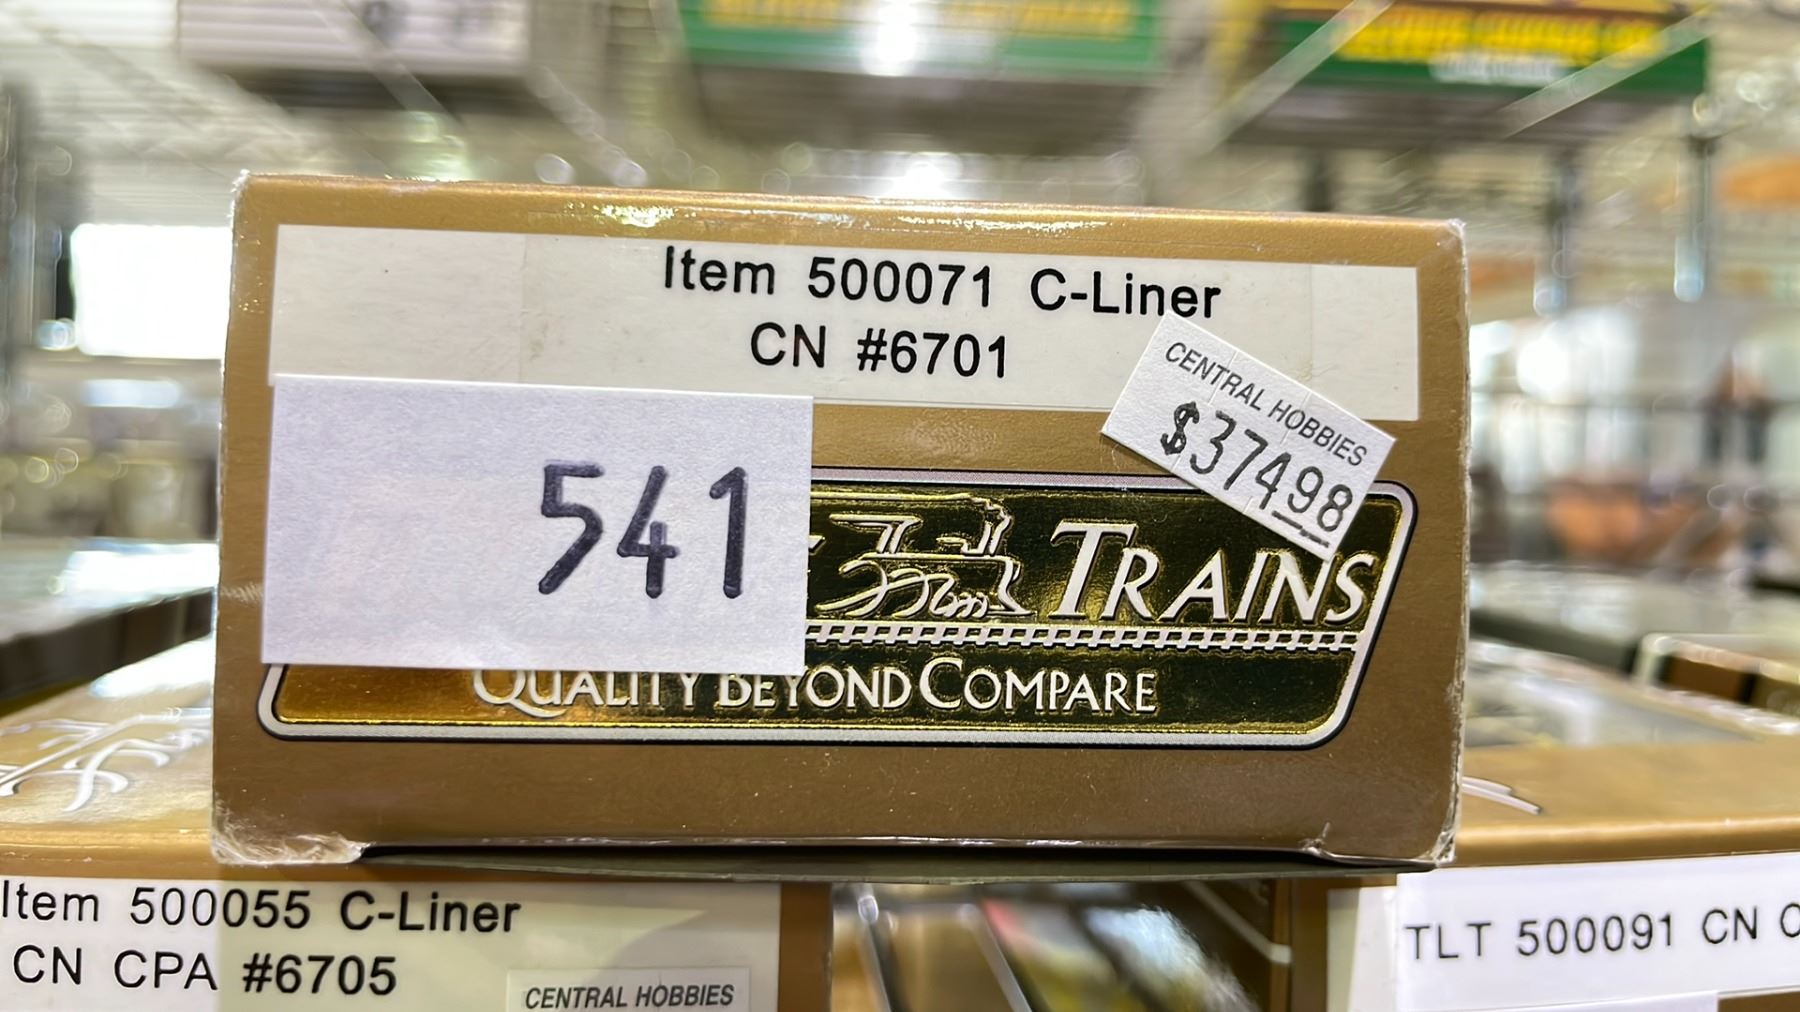 Item 500071 C-Liner
CN #6701
CENTRAL HOBBIES
$37498
541
TRAINS
QUALITY BEYOND COMPARE
Item 500055 C-Liner
CN CPA #6705
CENTRAL HOBBIES
TLT 500091 CN